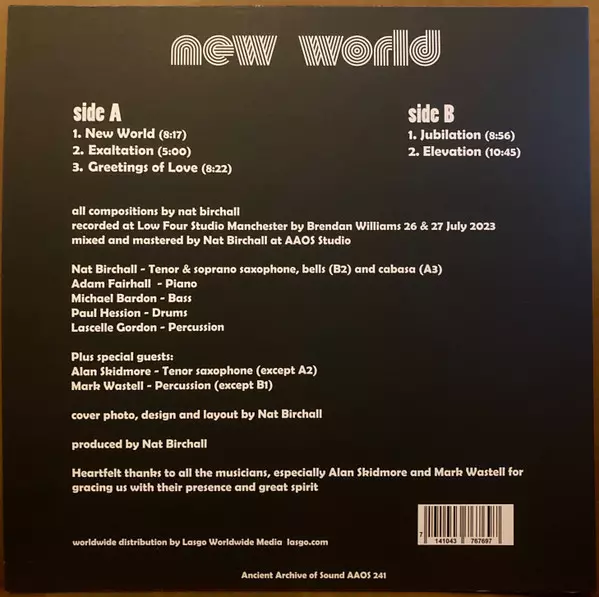 new world
side A
1. New World (8:17)
2. Exaltation (5:00)
3. Greetings of Love (8:22)
side B
1. Jubilation (8:56)
2. Elevation (10:45)
all compositions by nat birchall
recorded at Low Four Studio Manchester by Brendan Williams 26 & 27 July 2023
mixed and mastered by Nat Birchall at AAOS Studio
Nat Birchall - Tenor & soprano saxophone, bells (B2) and cabasa (A3)
Adam Fairhall - Piano
Michael Bardon - Bass
Paul Hession - Drums
Lascelle Gordon - Percussion
Plus special guests:
Alan Skidmore - Tenor saxophone (except A2)
Mark Wastell - Percussion (except B1)
cover photo, design and layout by Nat Birchall
produced by Nat Birchall
Heartfelt thanks to all the musicians, especially Alan Skidmore and Mark Wastell for
gracing us with their presence and great spirit
worldwide distribution by Lasgo Worldwide Media lasgo.com
7 141043 767697
Ancient Archive of Sound AAOS 241